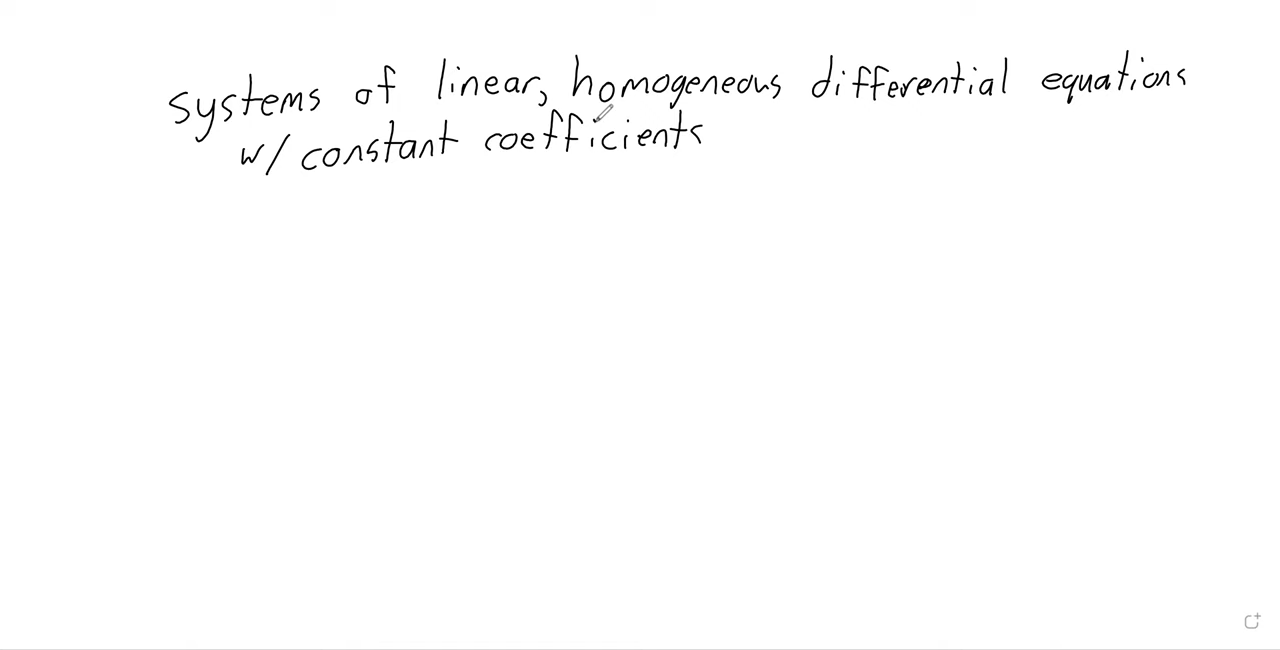 systems of linear, homogeneous differential equations
w/ constant coefficients